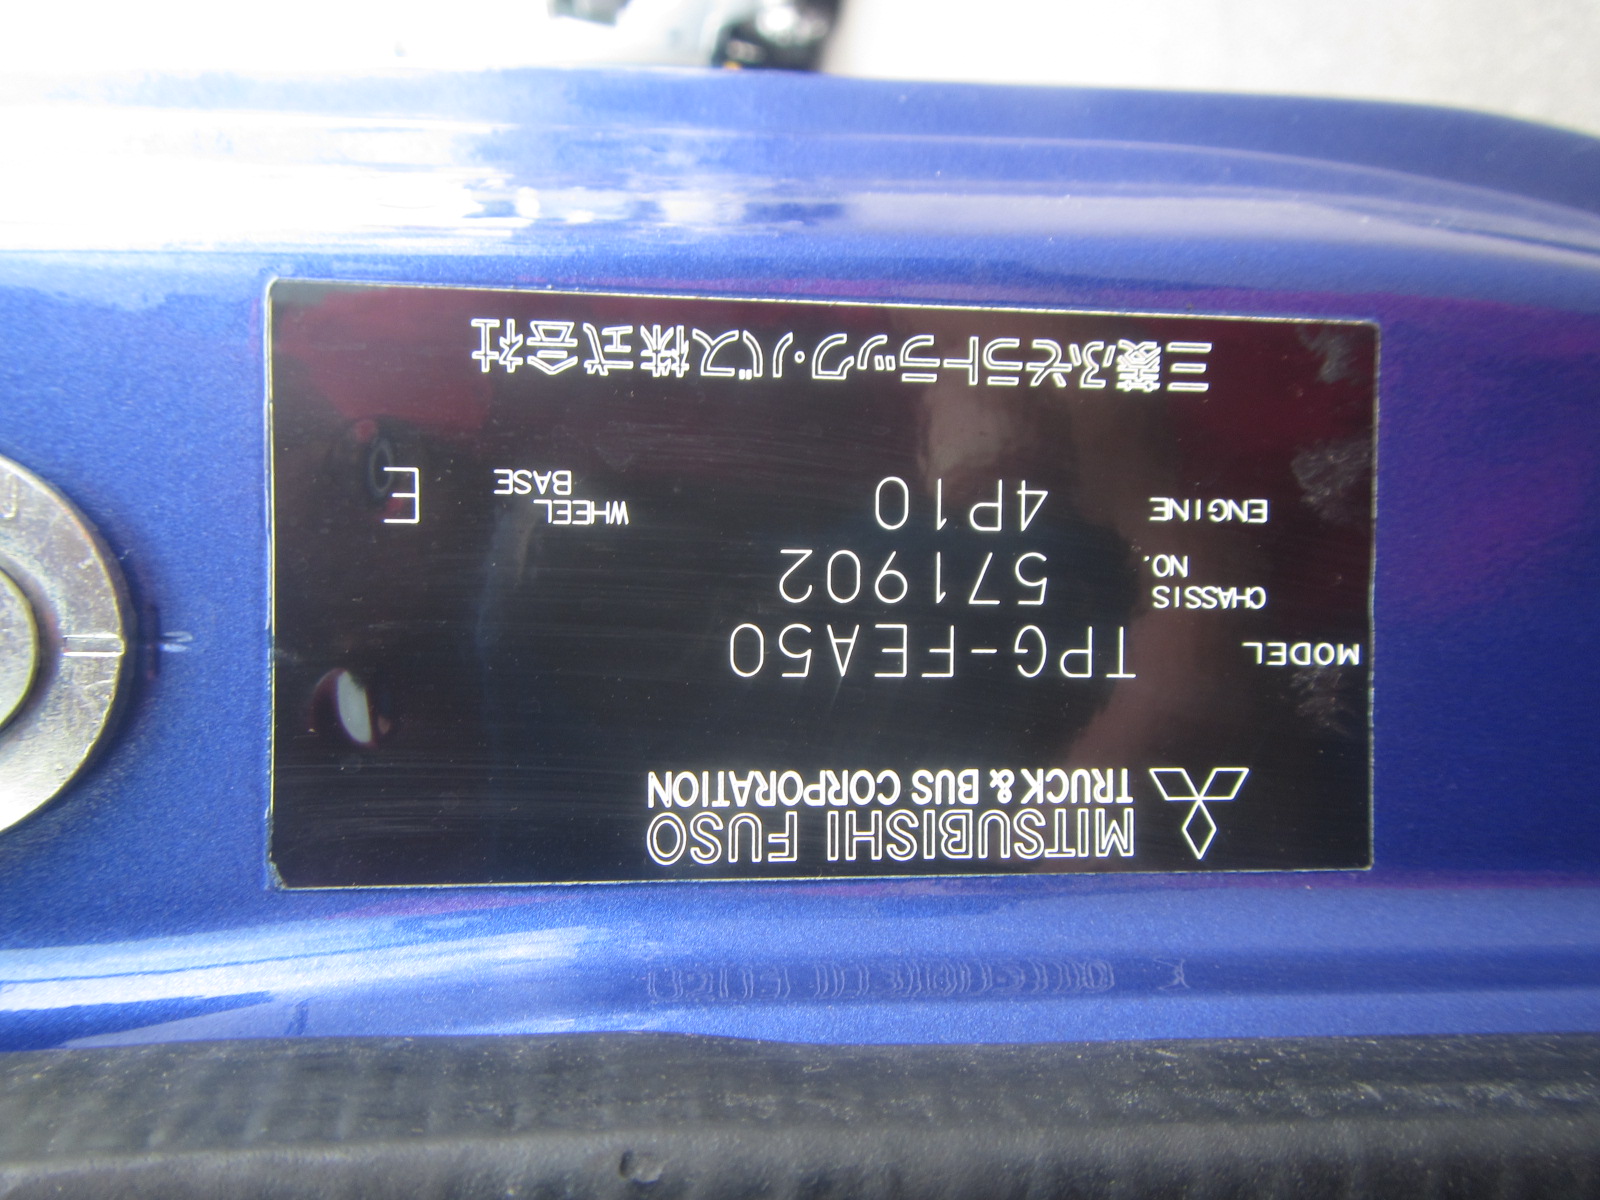 MITSUBISHI FUSO
TRUCK & BUS CORPORATION
MODEL TPG-FEA50
CHASSIS NO. 571902
ENGINE 4P10 WHEEL BASE E
三菱ふそうトラック・バス株式会社